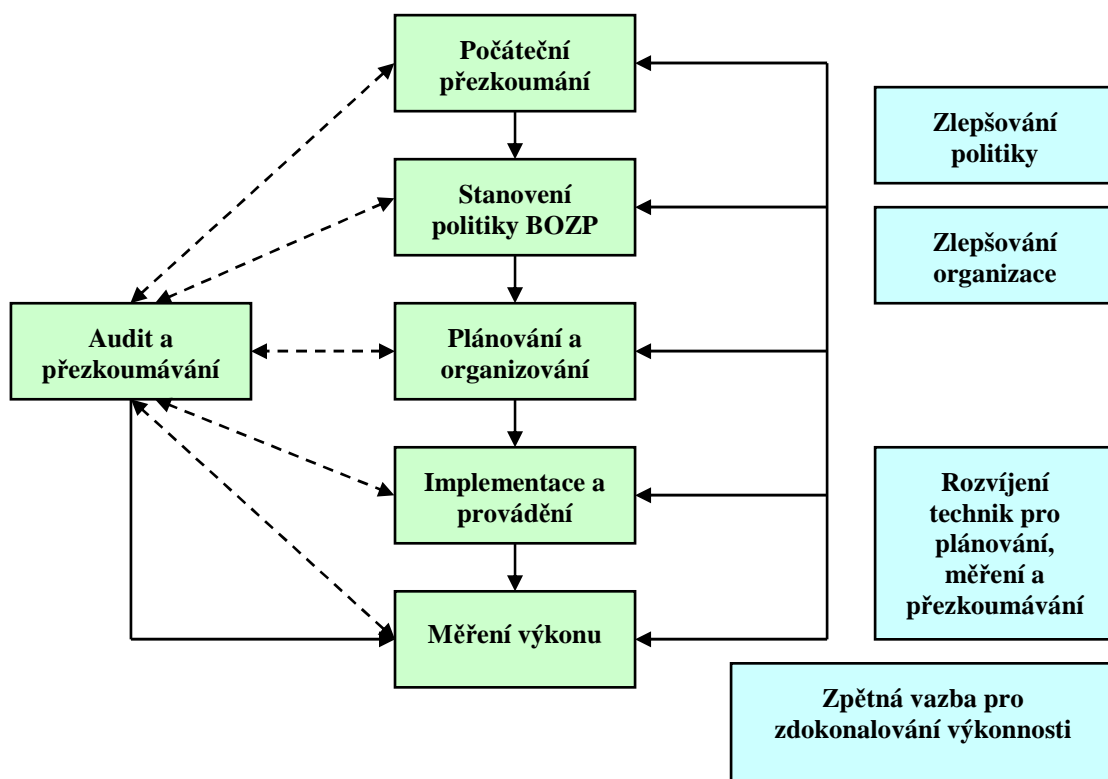 Počáteční
přezkoumání
Zlepšování
politiky
Stanovení
politiky BOZP
Zlepšování
organizace
Audit a
přezkoumávání
Plánování a
organizování
Implementace a
provádění
Rozvíjení
technik pro
plánování,
měření a
přezkoumávání
Měření výkonu
Zpětná vazba pro
zdokonalování výkonnosti